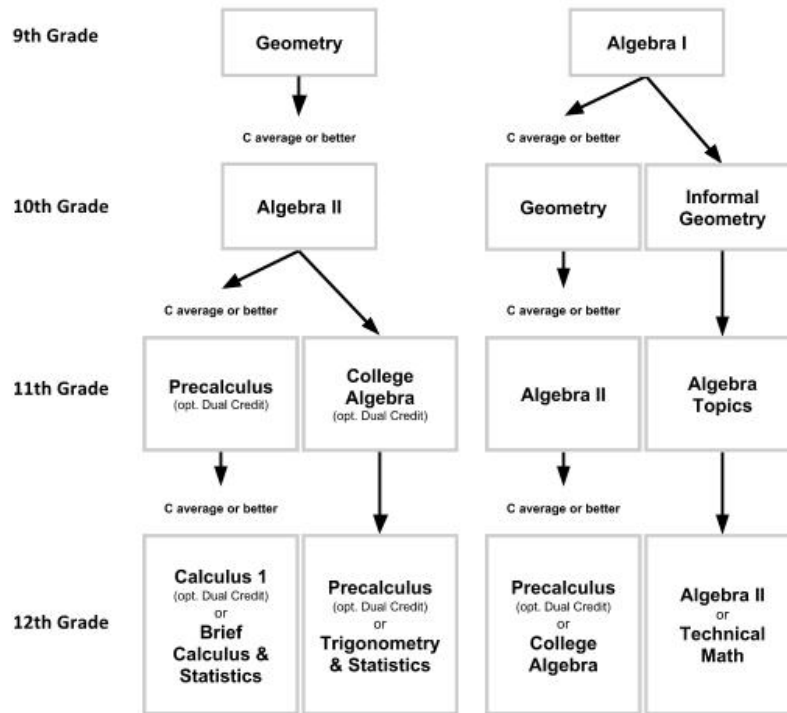 9th Grade
Geometry
Algebra I
C average or better
C average or better
10th Grade
Algebra II
Geometry
Informal
Geometry
C average or better
C average or better
11th Grade
Precalculus
(opt. Dual Credit)
College
Algebra
(opt. Dual Credit)
Algebra II
Algebra
Topics
C average or better
C average or better
12th Grade
Calculus 1
(opt. Dual Credit)
or
Brief
Calculus &
Statistics
Precalculus
(opt. Dual Credit)
or
Trigonometry
& Statistics
Precalculus
(opt. Dual Credit)
or
College
Algebra
Algebra II
or
Technical
Math